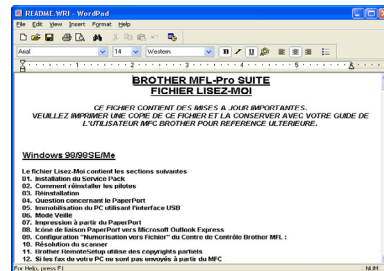 README.WRI - WordPad
File Edit View Insert Format Help
Arial 14 Western
BROTHER MFL-Pro SUITE
FICHIER LISEZ-MOI
CE FICHIER CONTIENT DES MISES A JOUR IMPORTANTES.
VEUILLEZ IMPRIMER UNE COPIE DE CE FICHIER ET LA CONSERVER AVEC VOTRE GUIDE DE
L'UTILISATEUR MFC BROTHER POUR REFERENCE ULTERIEURE.
Windows 98/98SE/Me
Le fichier Lisez-Moi contient les sections suivantes
01. Installation du Service Pack
02. Comment réinstaller les pilotes
03. Réinstallation
04. Question concernant le PaperPort
05. Immobilisation du PC utilisant l'interface USB
06. Mode Veille
07. Impression à partir du PaperPort
08. Icône de liaison PaperPort vers Microsoft Outlook Express
09. Configuration "Numérisation vers Fichier" du Centre de Contrôle Brother MFL :
10. Résolution du scanner
11. Brother RemoteSetup utilise des copyrights partiels
12. Si les fax de votre PC ne sont pas envoyés à partir du MFC
For Help, press F1 NUM